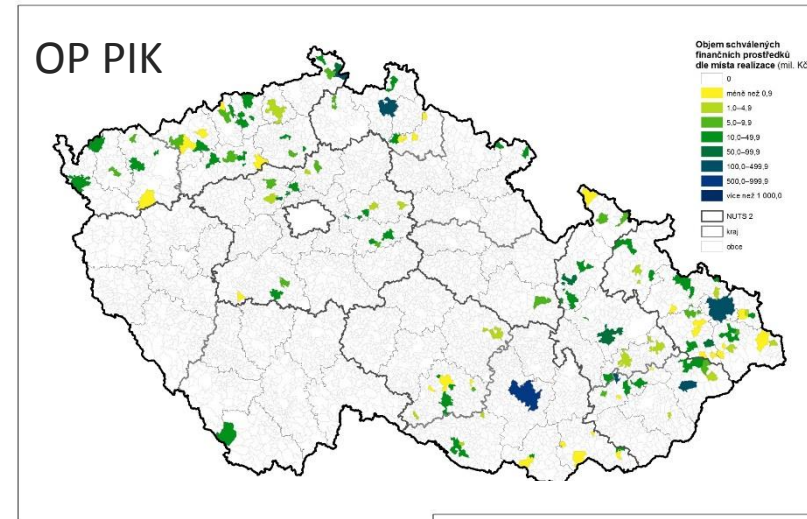 OP PIK
Objem schválených
finančních prostředků
dle místa realizace (mil. Kč
0
méně než 0,9
1,0–4,9
5,0–9,9
10,0–49,9
50,0–99,9
100,0–499,9
500,0–999,9
více než 1 000,0
NUTS 2
kraj
obce